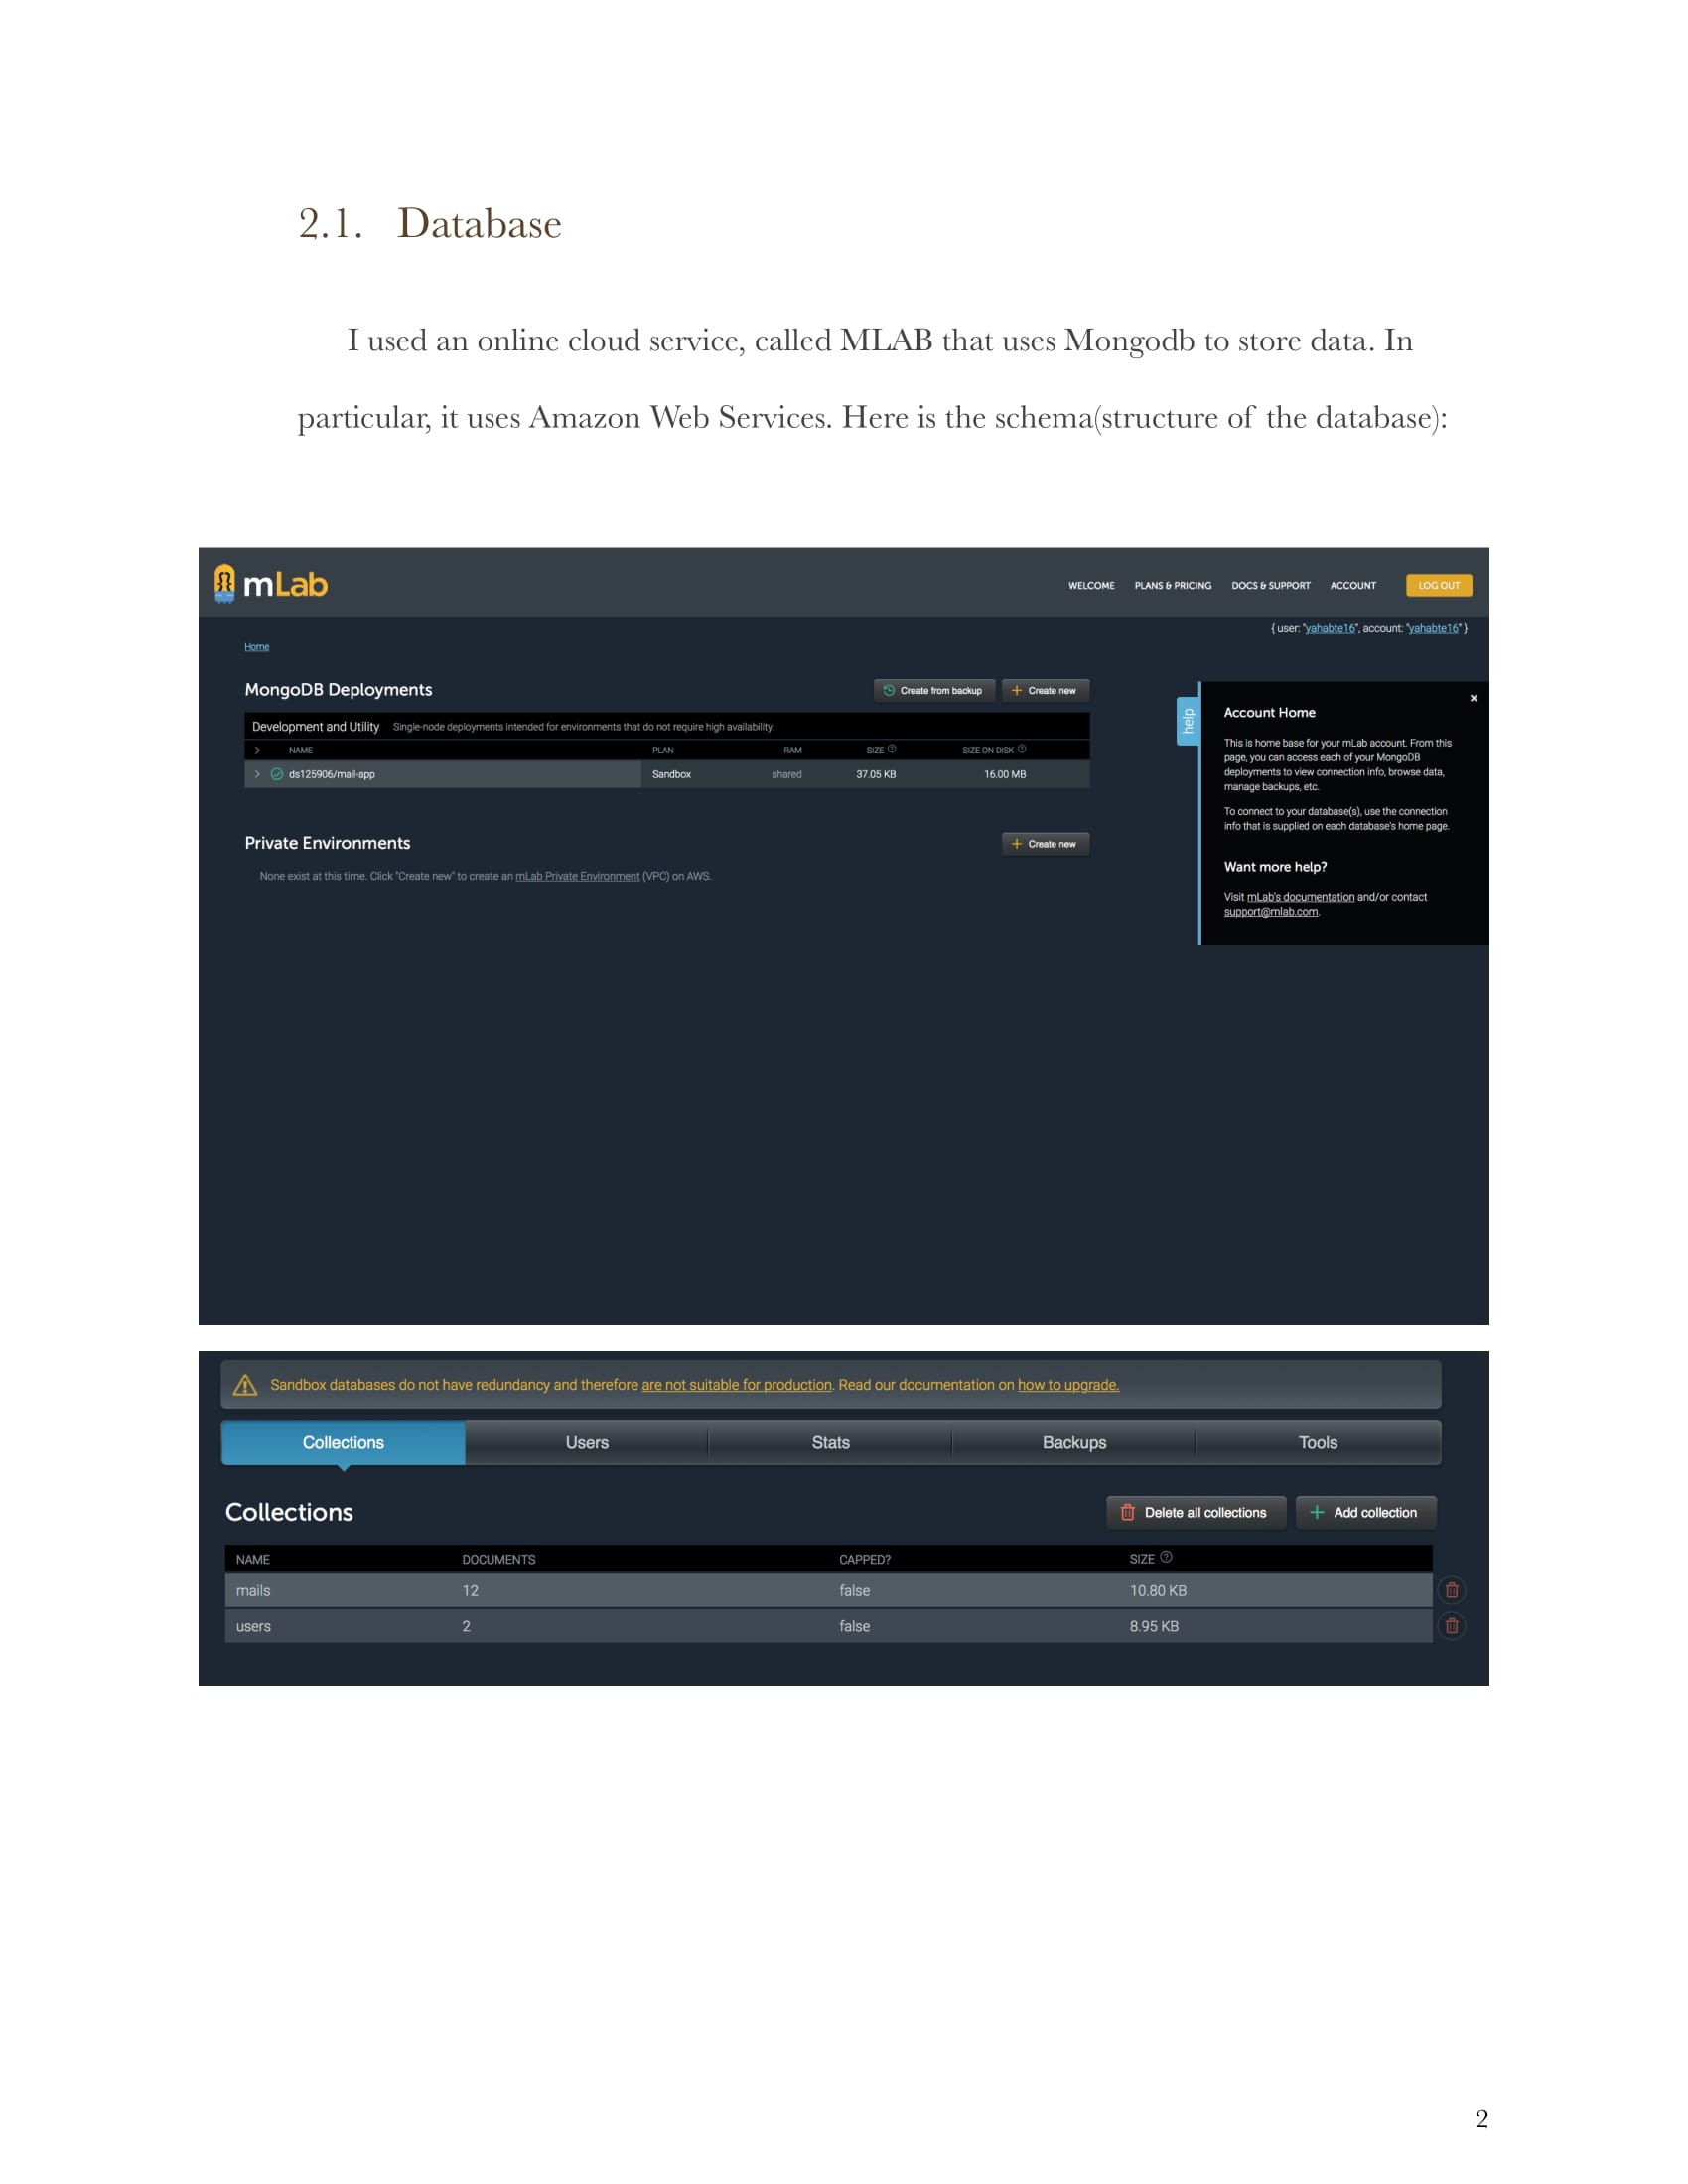 2.1. Database
I used an online cloud service, called MLAB that uses Mongodb to store data. In
particular, it uses Amazon Web Services. Here is the schema(structure of the database):
mLab
WELCOME PLANS & PRICING DOCS & SUPPORT ACCOUNT LOG OUT
{ user: "yahabte16", account: "yahabte16" }
Home
MongoDB Deployments
Create from backup
Create new
Development and Utility Single-node deployments intended for environments that do not require high availability.
NAME PLAN RAM SIZE SIZE ON DISK
ds125906/mail-app Sandbox shared 37.05 KB 16.00 MB
Private Environments
Create new
None exist at this time. Click "Create new" to create an mLab Private Environment (VPC) on AWS.
help
Account Home
This is home base for your mLab account. From this
page, you can access each of your MongoDB
deployments to view connection info, browse data,
manage backups, etc.
To connect to your database(s), use the connection
info that is supplied on each database's home page.
Want more help?
Visit mLab's documentation and/or contact
support@mlab.com.
Sandbox databases do not have redundancy and therefore are not suitable for production. Read our documentation on how to upgrade.
Collections Users Stats Backups Tools
Collections
Delete all collections
Add collection
NAME DOCUMENTS CAPPED? SIZE
mails 12 false 10.80 KB
users 2 false 8.95 KB
2